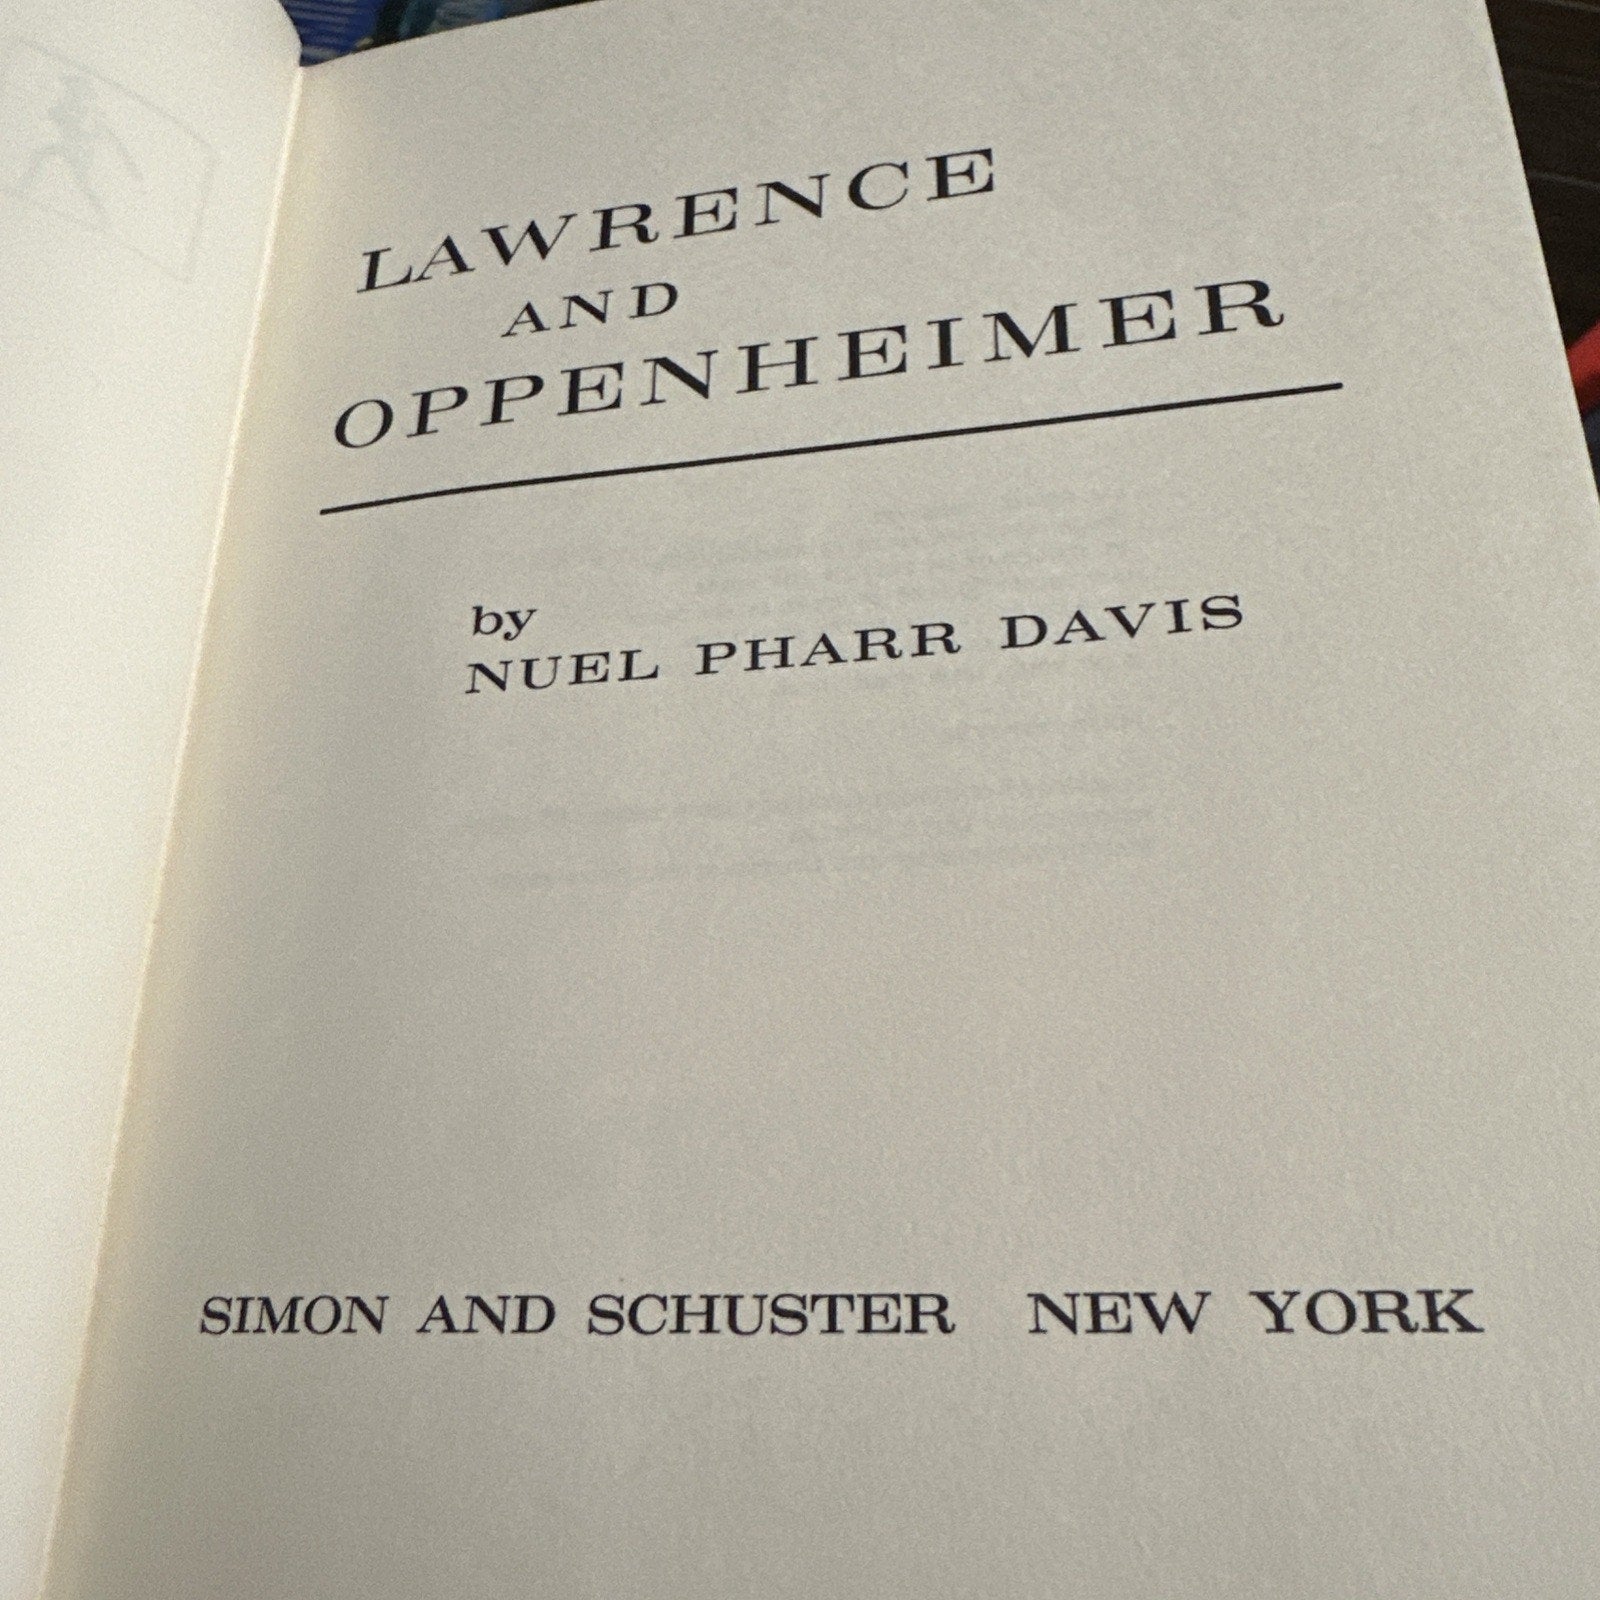 LAWRENCE
AND
OPPENHEIMER
by
NUEL PHARR DAVIS
SIMON AND SCHUSTER NEW YORK